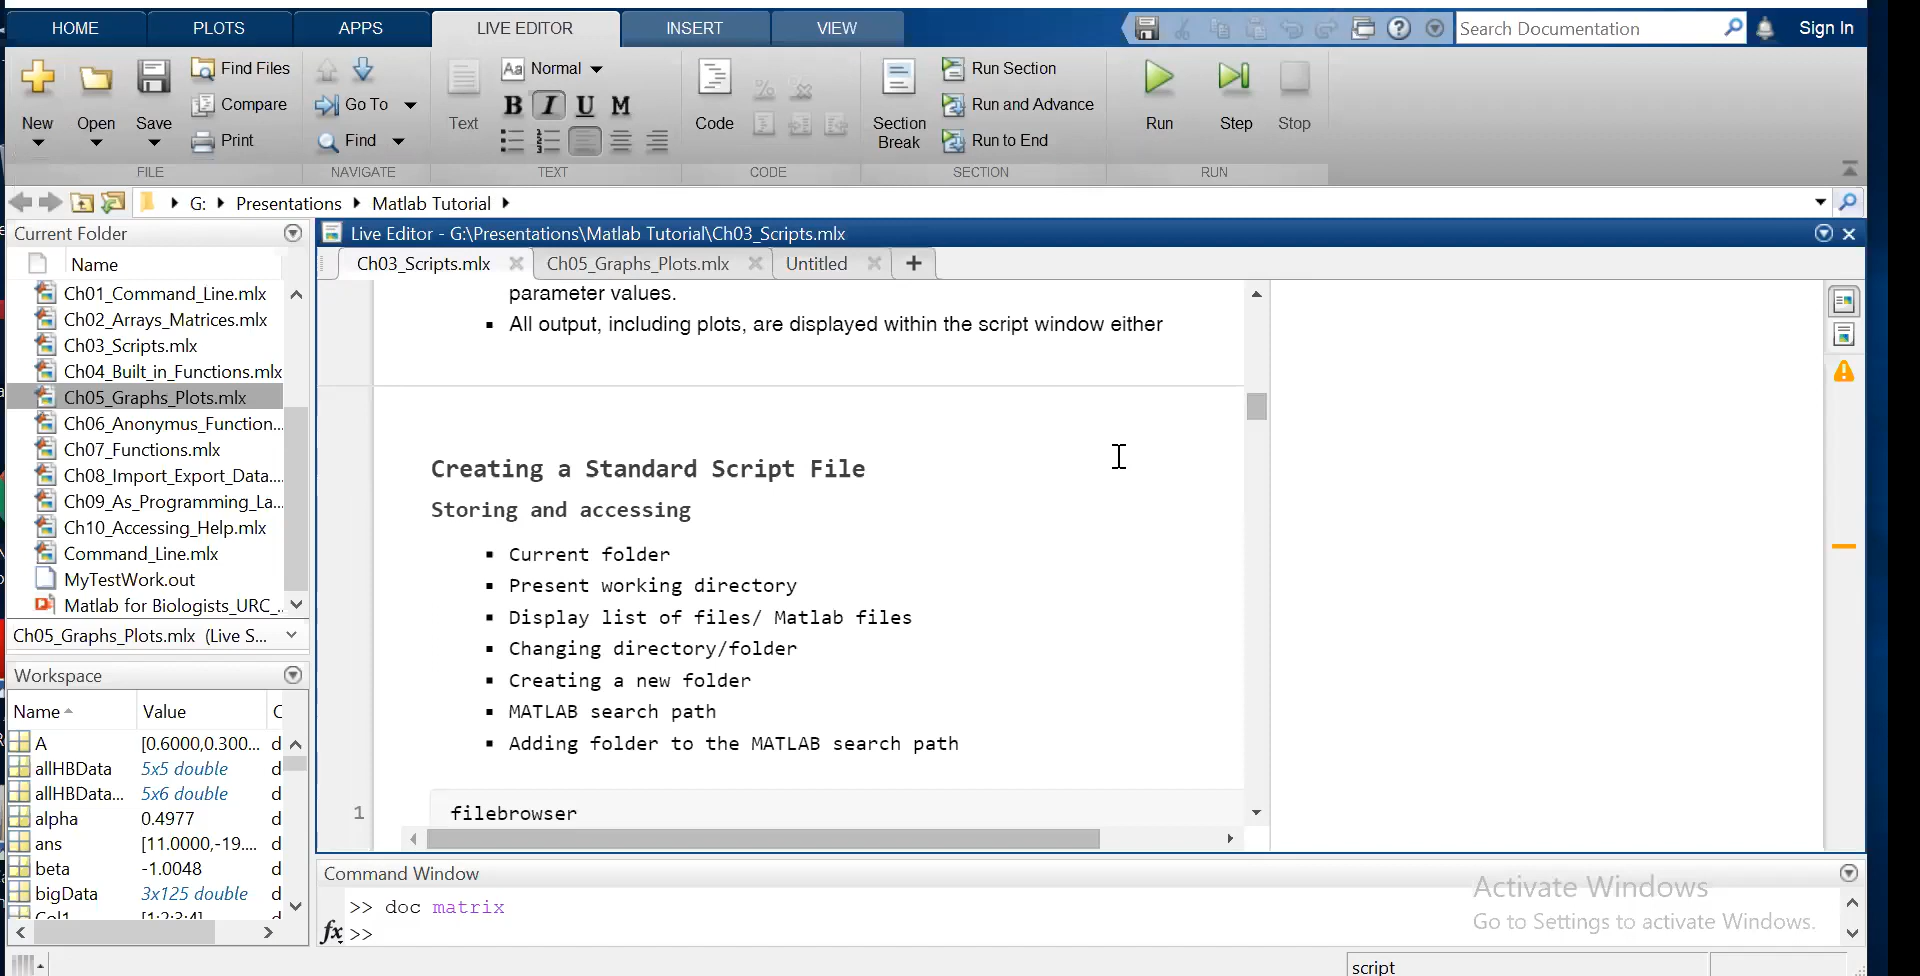 HOME PLOTS APPS LIVE EDITOR INSERT VIEW Search Documentation Sign In
New Open Save Find Files Compare Print
FILE
Go To
Find
NAVIGATE
Text Aa Normal
B I U M
TEXT
Code
CODE
Section Break
Run Section
Run and Advance
Run to End
SECTION
Run Step Stop
RUN
G: Presentations Matlab Tutorial
Current Folder
Name
Ch01_Command_Line.mlx
Ch02_Arrays_Matrices.mlx
Ch03_Scripts.mlx
Ch04_Built_in_Functions.mlx
Ch05_Graphs_Plots.mlx
Ch06_Anonymus_Function...
Ch07_Functions.mlx
Ch08_Import_Export_Data....
Ch09_As_Programming_La...
Ch10_Accessing_Help.mlx
Command_Line.mlx
MyTestWork.out
Matlab for Biologists_URC_...
Ch05_Graphs_Plots.mlx (Live S...
Workspace
Name Value C
A [0.6000,0.300... d
allHBData 5x5 double d
allHBData... 5x6 double d
alpha 0.4977 d
ans [11.0000,-19.... d
beta -1.0048 d
bigData 3x125 double d
Col1 [1;2;3;4] d
Live Editor - G:\Presentations\Matlab Tutorial\Ch03_Scripts.mlx
Ch03_Scripts.mlx Ch05_Graphs_Plots.mlx Untitled +
parameter values.
▪ All output, including plots, are displayed within the script window either
Creating a Standard Script File
Storing and accessing
▪ Current folder
▪ Present working directory
▪ Display list of files/ Matlab files
▪ Changing directory/folder
▪ Creating a new folder
▪ MATLAB search path
▪ Adding folder to the MATLAB search path
1 filebrowser
Command Window
>> doc matrix
fx >>
Activate Windows
Go to Settings to activate Windows.
script